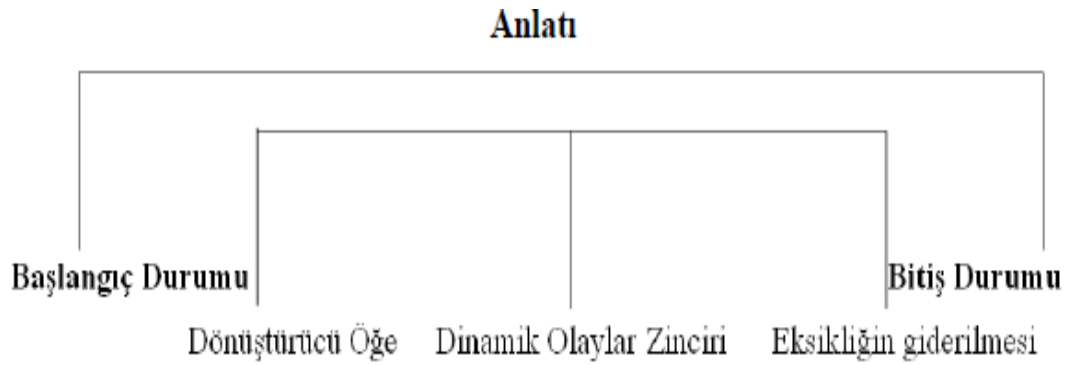 Anlatı
Başlangıç Durumu Bitiş Durumu
Dönüştürücü Öğe Dinamik Olaylar Zinciri Eksikliğin giderilmesi